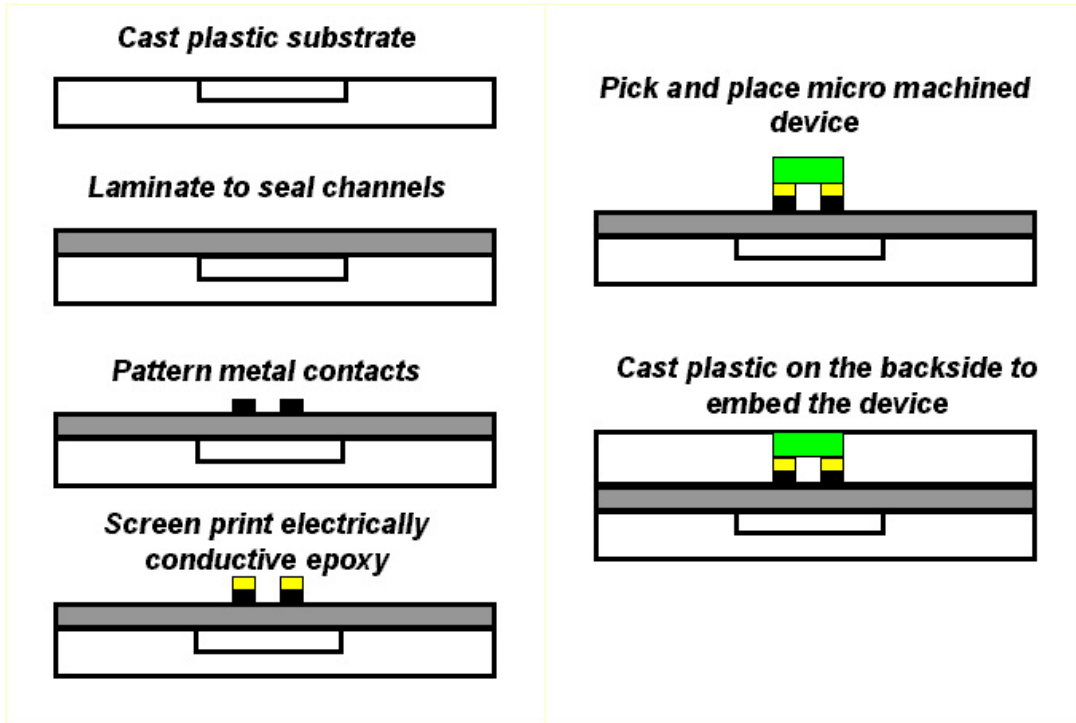 Cast plastic substrate
Laminate to seal channels
Pattern metal contacts
Screen print electrically
conductive epoxy
Pick and place micro machined
device
Cast plastic on the backside to
embed the device